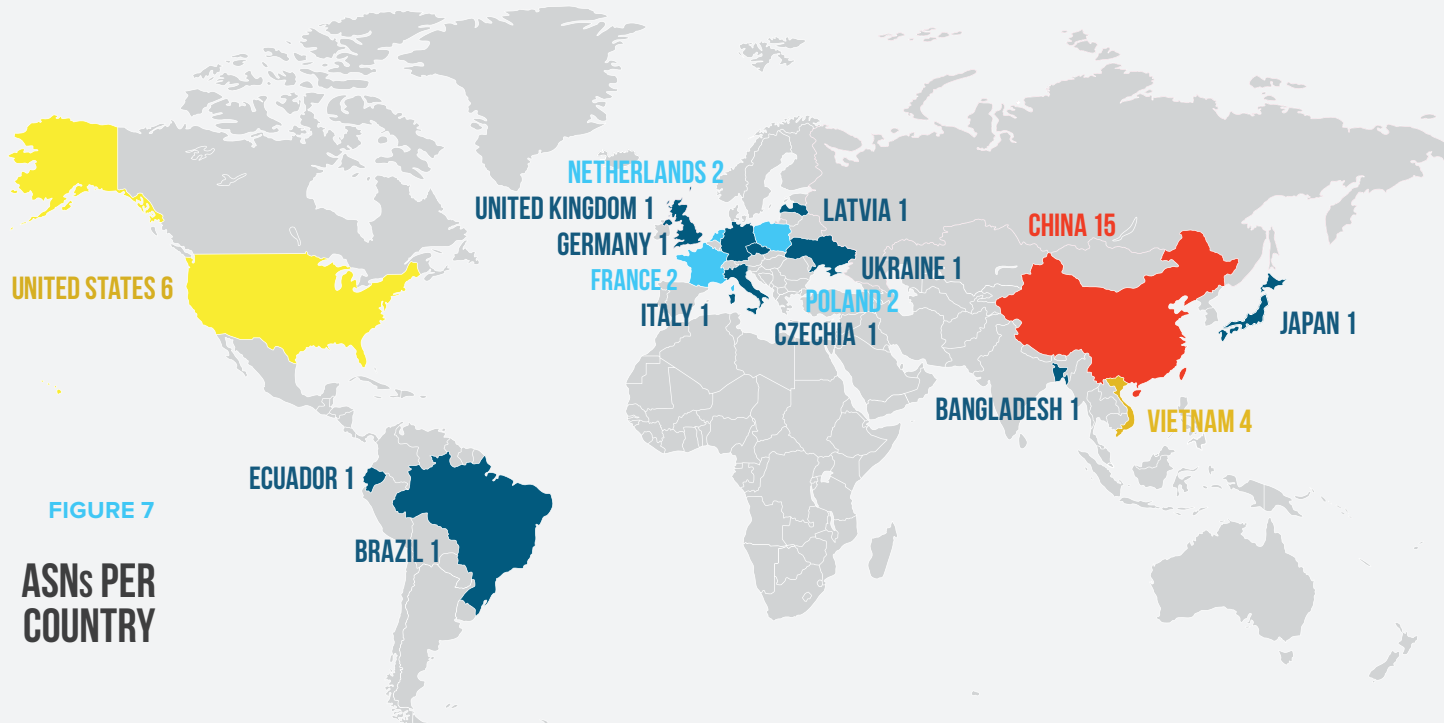 NETHERLANDS 2
UNITED KINGDOM 1
LATVIA 1
CHINA 15
GERMANY 1
UKRAINE 1
FRANCE 2
UNITED STATES 6
POLAND 2
ITALY 1
JAPAN 1
CZECHIA 1
BANGLADESH 1
VIETNAM 4
ECUADOR 1
FIGURE 7
BRAZIL 1
ASNs PER
COUNTRY